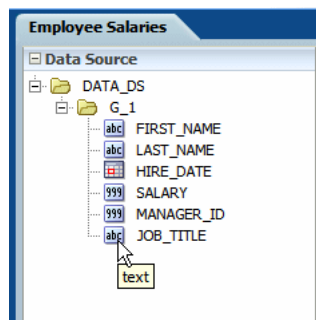 Employee Salaries
Data Source
DATA_DS
G_1
abc FIRST_NAME
abc LAST_NAME
HIRE_DATE
999 SALARY
999 MANAGER_ID
abc JOB_TITLE
text